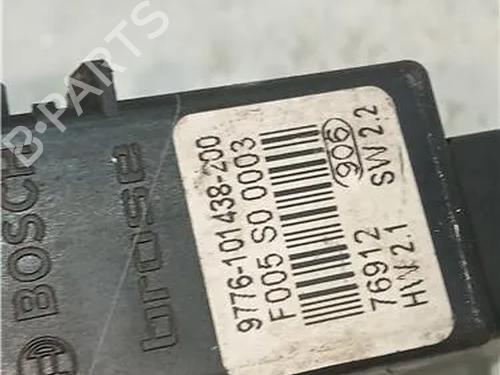 B-PARTS
BOSCH
brose
9776-101438-200
F005 S0 0003
906
76912 SW 2.2
HW 2.1